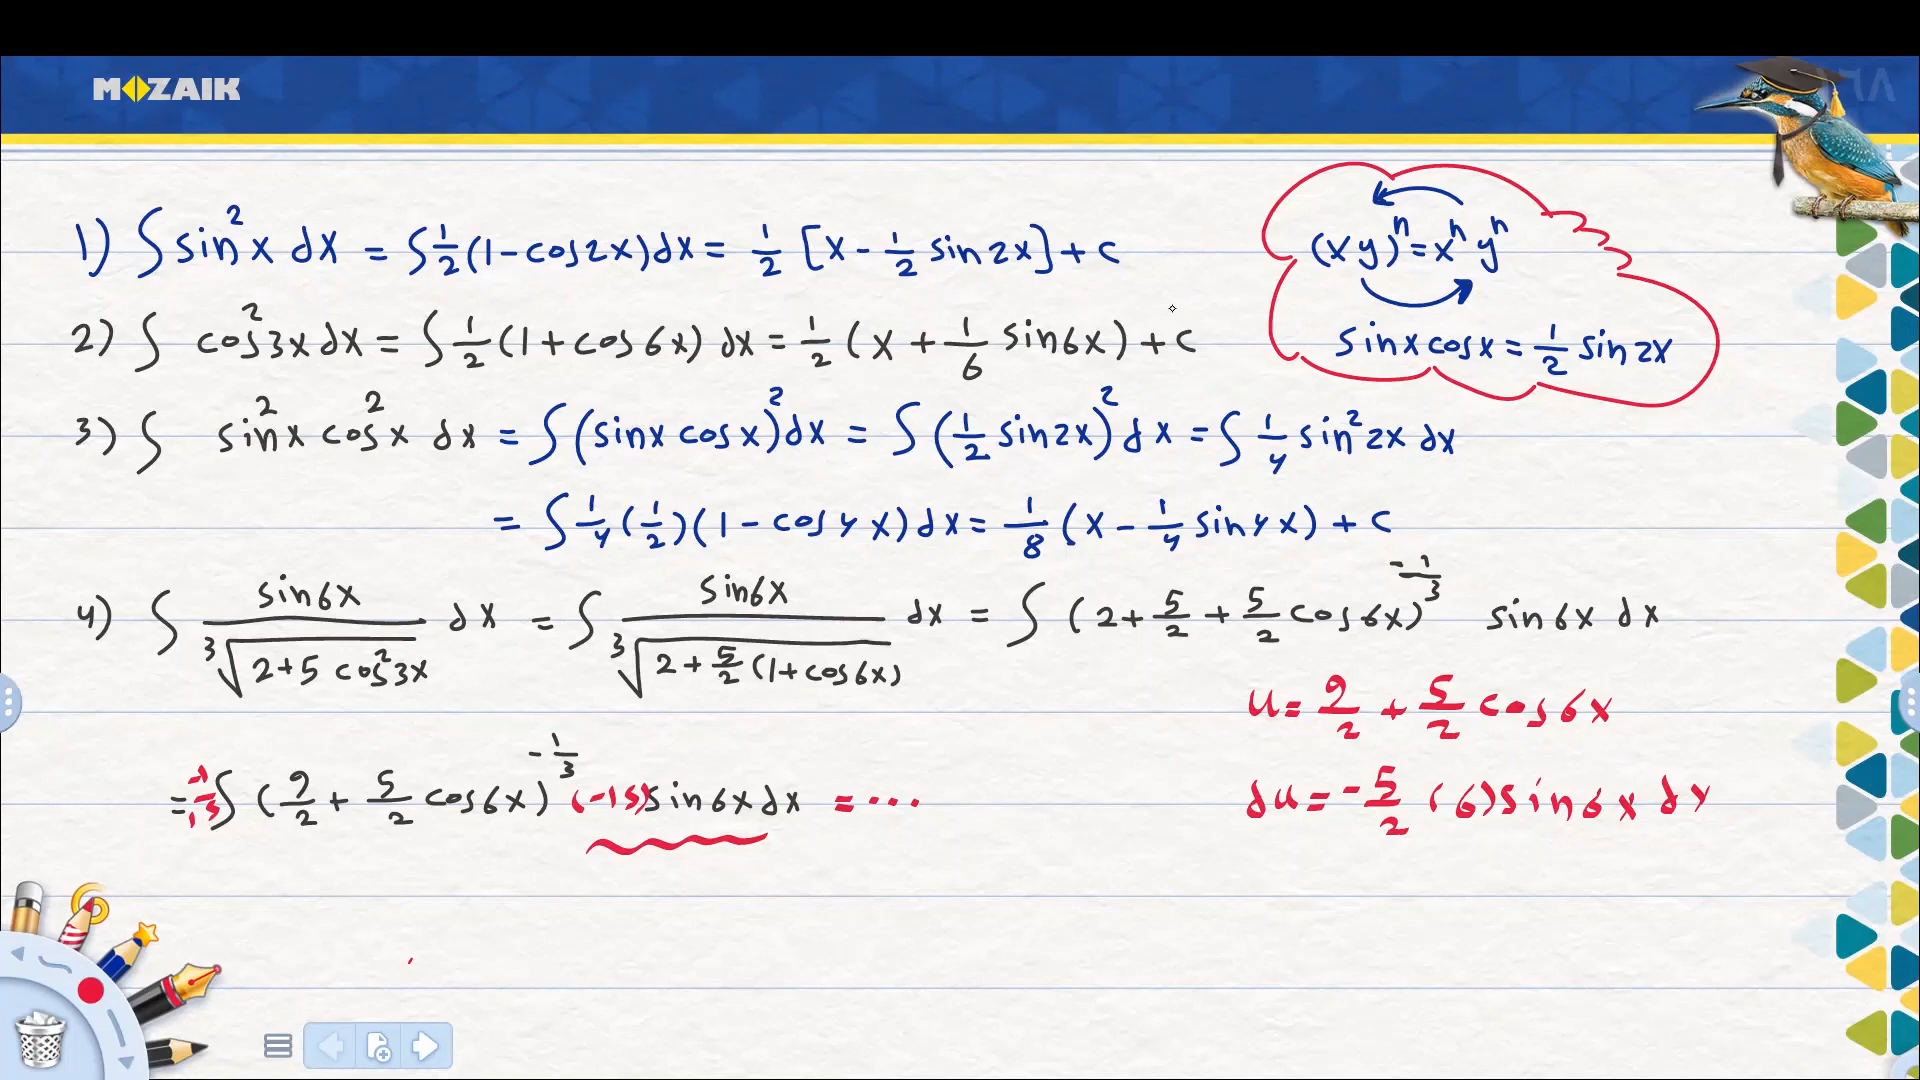 MOZAIK
1) ∫ sin²x dx = ∫ 1/2 (1 - cos2x) dx = 1/2 [x - 1/2 sin2x] + c
(xy)ⁿ = xⁿ yⁿ
sinx cosx = 1/2 sin2x
2) ∫ cos²3x dx = ∫ 1/2 (1 + cos6x) dx = 1/2 (x + 1/6 sin6x) + c
3) ∫ sin²x cos²x dx = ∫ (sinx cosx)² dx = ∫ (1/2 sin2x)² dx = ∫ 1/4 sin²2x dx
= ∫ 1/4 (1/2)(1 - cos4x) dx = 1/8 (x - 1/4 sin4x) + c
4) ∫ sin6x / ∛(2 + 5 cos²3x) dx = ∫ sin6x / ∛(2 + 5/2 (1 + cos6x)) dx = ∫ (2 + 5/2 + 5/2 cos6x)^(-1/3) sin6x dx
u = 9/2 + 5/2 cos6x
= -1/15 ∫ (9/2 + 5/2 cos6x)^(-1/3) (-15) sin6x dx = ...
du = -5/2 (6) sin6x dx